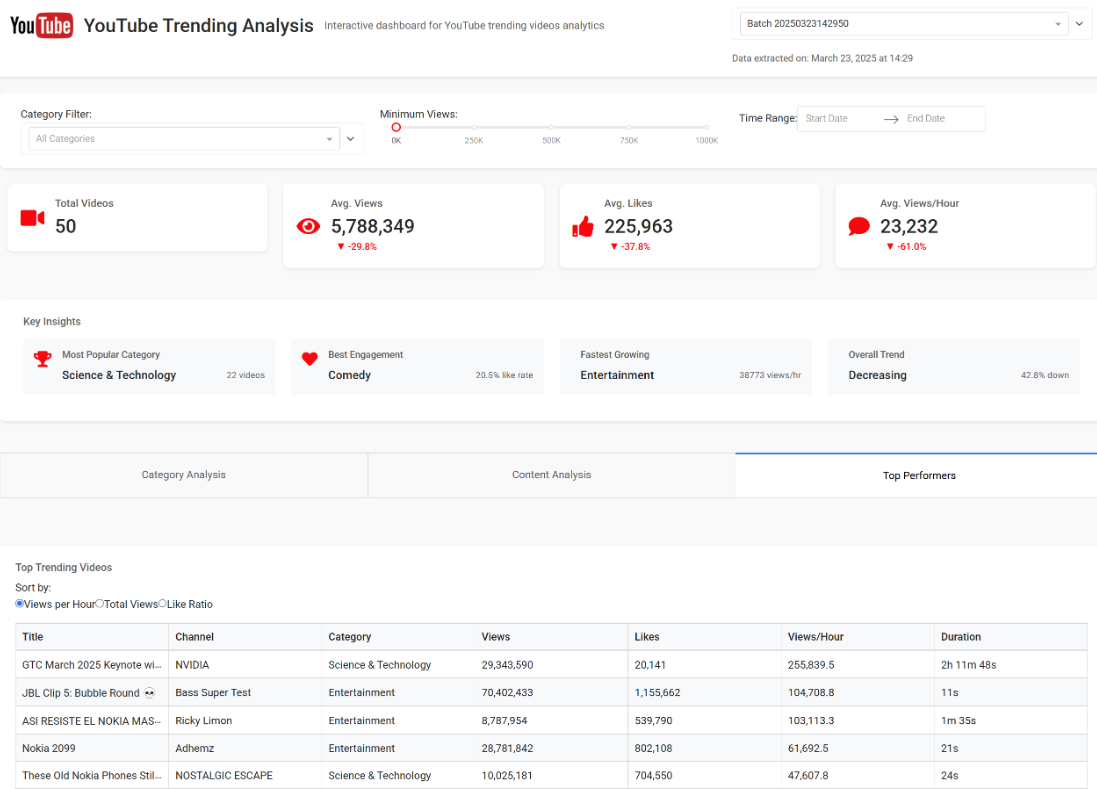 YouTube YouTube Trending Analysis Interactive dashboard for YouTube trending videos analytics
Batch 20250323142950
Data extracted on: March 23, 2025 at 14:29
Category Filter:
All Categories
Minimum Views:
0K 250K 500K 750K 1000K
Time Range: Start Date → End Date
Total Videos
50
Avg. Views
5,788,349
▼ -29.8%
Avg. Likes
225,963
▼ -37.8%
Avg. Views/Hour
23,232
▼ -61.0%
Key Insights
Most Popular Category
Science & Technology 22 videos
Best Engagement
Comedy 20.5% like rate
Fastest Growing
Entertainment 38773 views/hr
Overall Trend
Decreasing 42.8% down
Category Analysis Content Analysis Top Performers
Top Trending Videos
Sort by:
Views per Hour Total Views Like Ratio
Title Channel Category Views Likes Views/Hour Duration
GTC March 2025 Keynote wi... NVIDIA Science & Technology 29,343,590 20,141 255,839.5 2h 11m 48s
JBL Clip 5: Bubble Round 💀 Bass Super Test Entertainment 70,402,433 1,155,662 104,708.8 11s
ASI RESISTE EL NOKIA MAS... Ricky Limon Entertainment 8,787,954 539,790 103,113.3 1m 35s
Nokia 2099 Adhemz Entertainment 28,781,842 802,108 61,692.5 21s
These Old Nokia Phones Stil... NOSTALGIC ESCAPE Science & Technology 10,025,181 704,550 47,607.8 24s